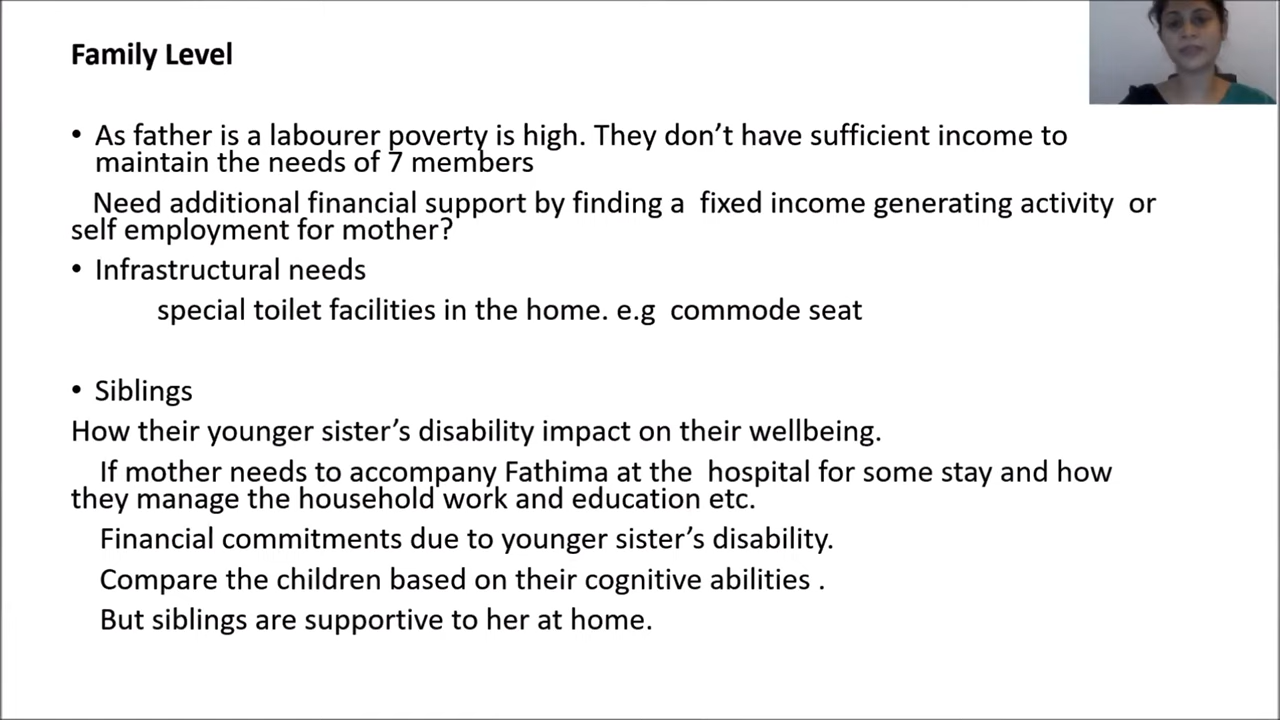 Family Level
• As father is a labourer poverty is high. They don’t have sufficient income to
maintain the needs of 7 members
Need additional financial support by finding a  fixed income generating activity  or
self employment for mother?
• Infrastructural needs
special toilet facilities in the home. e.g  commode seat
• Siblings
How their younger sister’s disability impact on their wellbeing.
If mother needs to accompany Fathima at the  hospital for some stay and how
they manage the household work and education etc.
Financial commitments due to younger sister’s disability.
Compare the children based on their cognitive abilities .
But siblings are supportive to her at home.